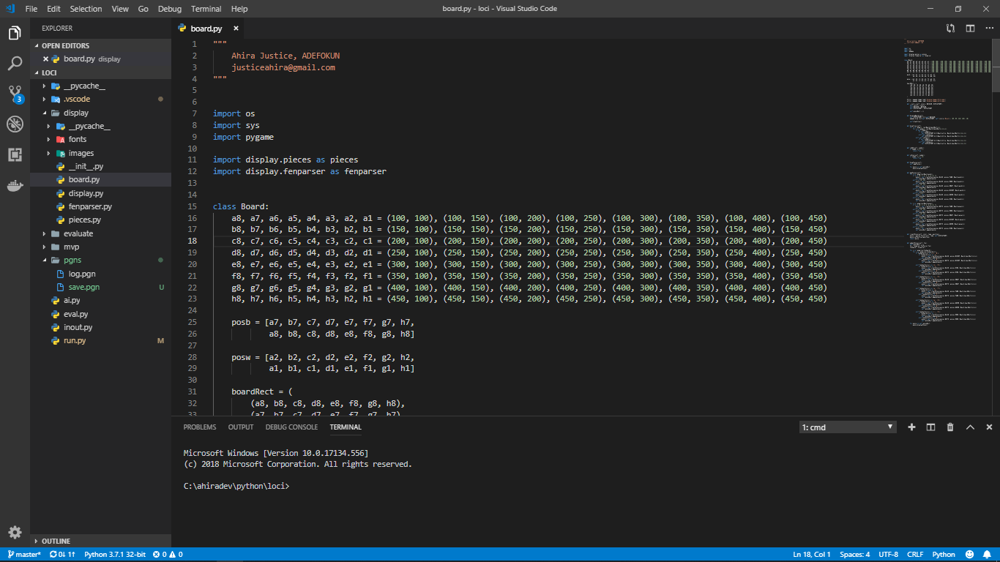 File Edit Selection View Go Debug Terminal Help
board.py - loci - Visual Studio Code
EXPLORER
OPEN EDITORS
board.py display
LOCI
__pycache__
.vscode
display
__pycache__
fonts
images
__init__.py
board.py
display.py
fenparser.py
pieces.py
evaluate
mvp
pgns
log.pgn
save.pgn U
ai.py
eval.py
inout.py
run.py M
OUTLINE
3
board.py
1 """
2 Ahira Justice, ADEFOKUN
3 justiceahira@gmail.com
4 """
5
6
7 import os
8 import sys
9 import pygame
10
11 import display.pieces as pieces
12 import display.fenparser as fenparser
13
14
15 class Board:
16 a8, a7, a6, a5, a4, a3, a2, a1 = (100, 100), (100, 150), (100, 200), (100, 250), (100, 300), (100, 350), (100, 400), (100, 450)
17 b8, b7, b6, b5, b4, b3, b2, b1 = (150, 100), (150, 150), (150, 200), (150, 250), (150, 300), (150, 350), (150, 400), (150, 450)
18 c8, c7, c6, c5, c4, c3, c2, c1 = (200, 100), (200, 150), (200, 200), (200, 250), (200, 300), (200, 350), (200, 400), (200, 450)
19 d8, d7, d6, d5, d4, d3, d2, d1 = (250, 100), (250, 150), (250, 200), (250, 250), (250, 300), (250, 350), (250, 400), (250, 450)
20 e8, e7, e6, e5, e4, e3, e2, e1 = (300, 100), (300, 150), (300, 200), (300, 250), (300, 300), (300, 350), (300, 400), (300, 450)
21 f8, f7, f6, f5, f4, f3, f2, f1 = (350, 100), (350, 150), (350, 200), (350, 250), (350, 300), (350, 350), (350, 400), (350, 450)
22 g8, g7, g6, g5, g4, g3, g2, g1 = (400, 100), (400, 150), (400, 200), (400, 250), (400, 300), (400, 350), (400, 400), (400, 450)
23 h8, h7, h6, h5, h4, h3, h2, h1 = (450, 100), (450, 150), (450, 200), (450, 250), (450, 300), (450, 350), (450, 400), (450, 450)
24
25 posb = [a7, b7, c7, d7, e7, f7, g7, h7,
26 a8, b8, c8, d8, e8, f8, g8, h8]
27
28 posw = [a2, b2, c2, d2, e2, f2, g2, h2,
29 a1, b1, c1, d1, e1, f1, g1, h1]
30
31 boardRect = (
32 (a8, b8, c8, d8, e8, f8, g8, h8),
33 (a7, b7, c7, d7, e7, f7, g7, h7),
PROBLEMS OUTPUT DEBUG CONSOLE TERMINAL
1: cmd
Microsoft Windows [Version 10.0.17134.556]
(c) 2018 Microsoft Corporation. All rights reserved.
C:\ahiradev\python\loci>
master* 0↓ 1↑ Python 3.7.1 32-bit 0 0
Ln 18, Col 1 Spaces: 4 UTF-8 CRLF Python